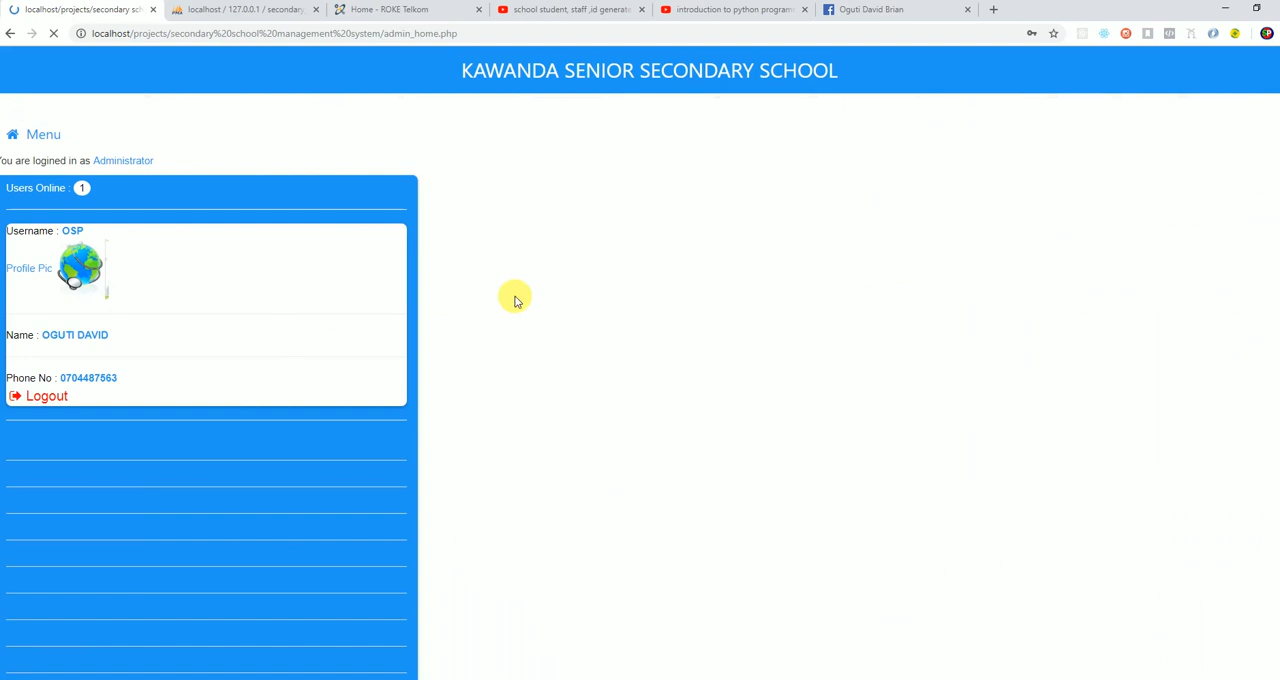 localhost/projects/secondary sch
localhost / 127.0.0.1 / secondary
Home - ROKE Telkom
school student, staff ,id generate
introduction to python program
Oguti David Brian
localhost/projects/secondary%20school%20management%20system/admin_home.php
KAWANDA SENIOR SECONDARY SCHOOL
Menu
You are logined in as Administrator
Users Online : 1
Username : OSP
Profile Pic
Name : OGUTI DAVID
Phone No : 0704487563
Logout